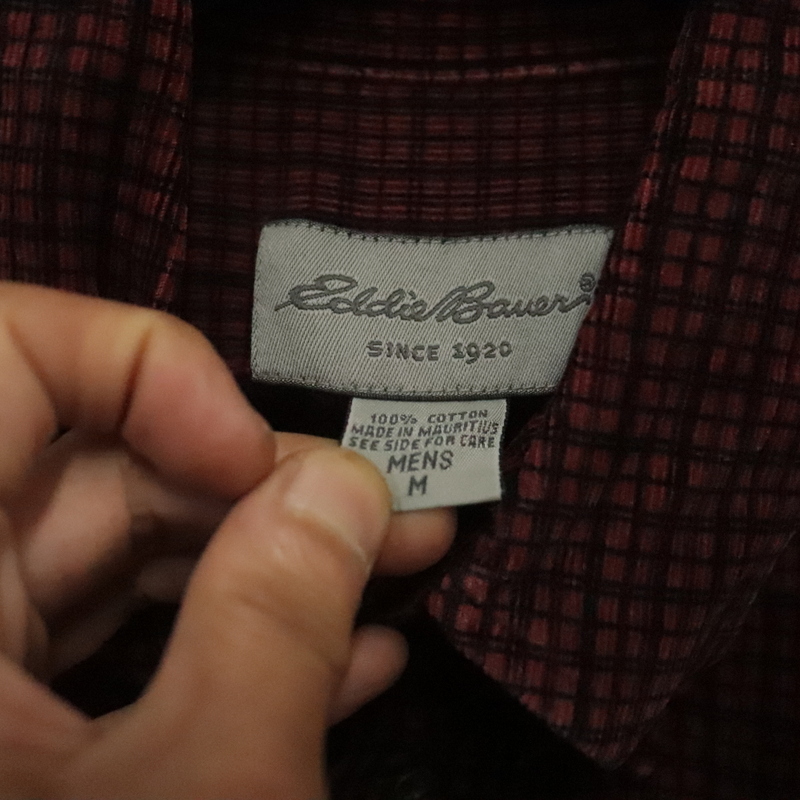 Eddie Bauer®
SINCE 1920
100% COTTON
MADE IN MAURITIUS
SEE SIDE FOR CARE
MENS
M